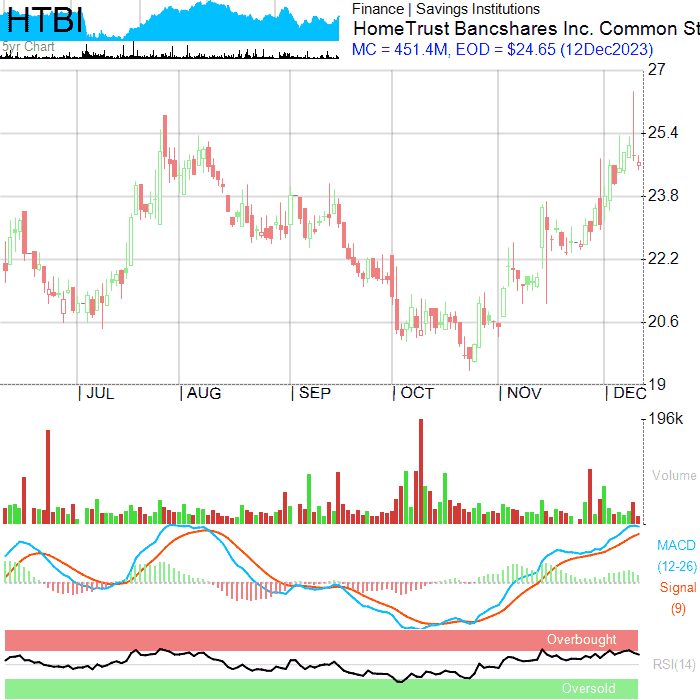 HTBI
5yr Chart
Finance | Savings Institutions
HomeTrust Bancshares Inc. Common St
MC = 451.4M, EOD = $24.65 (12Dec2023)
27
25.4
23.8
22.2
20.6
19
| JUL | AUG | SEP | OCT | NOV | DEC
196k
Volume
MACD
(12-26)
Signal
(9)
Overbought
RSI(14)
Oversold